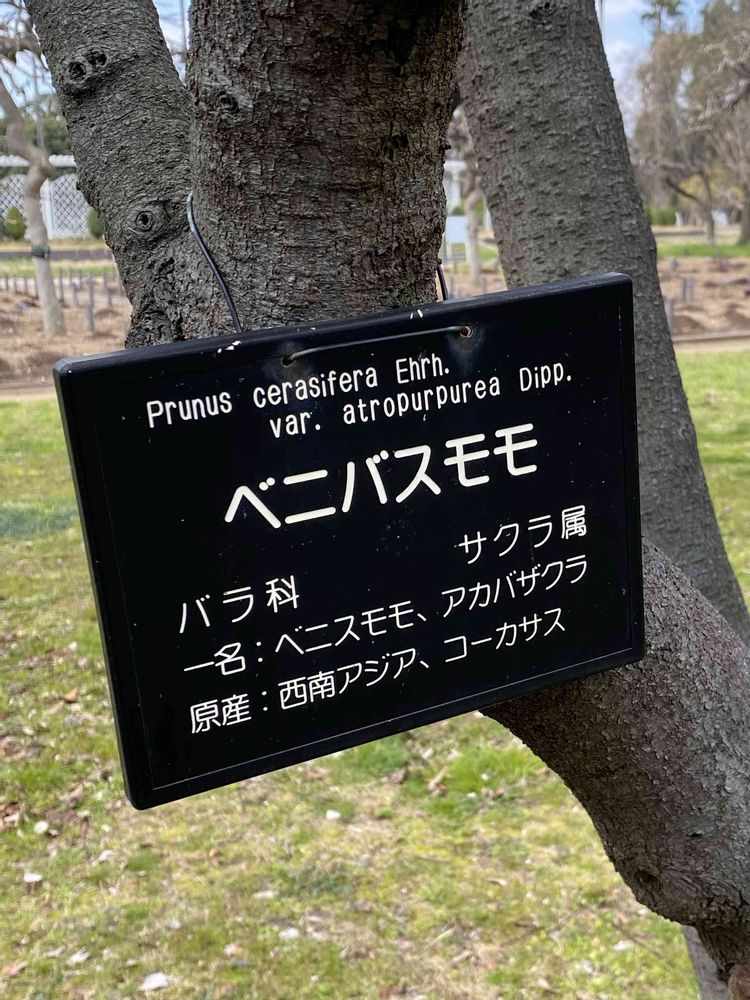 Prunus cerasifera Ehrh.
var. atropurpurea Dipp.
ベニバスモモ
バラ科 サクラ属
一名：ベニスモモ、アカバザクラ
原産：西南アジア、コーカサス